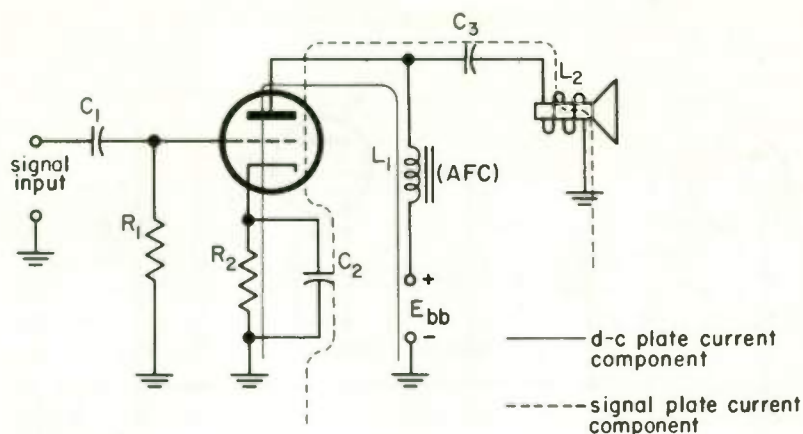 C3
L2
C1
signal
input
R1
L1
(AFC)
R2
C2
+
Ebb
-
d-c plate current
component
signal plate current
component